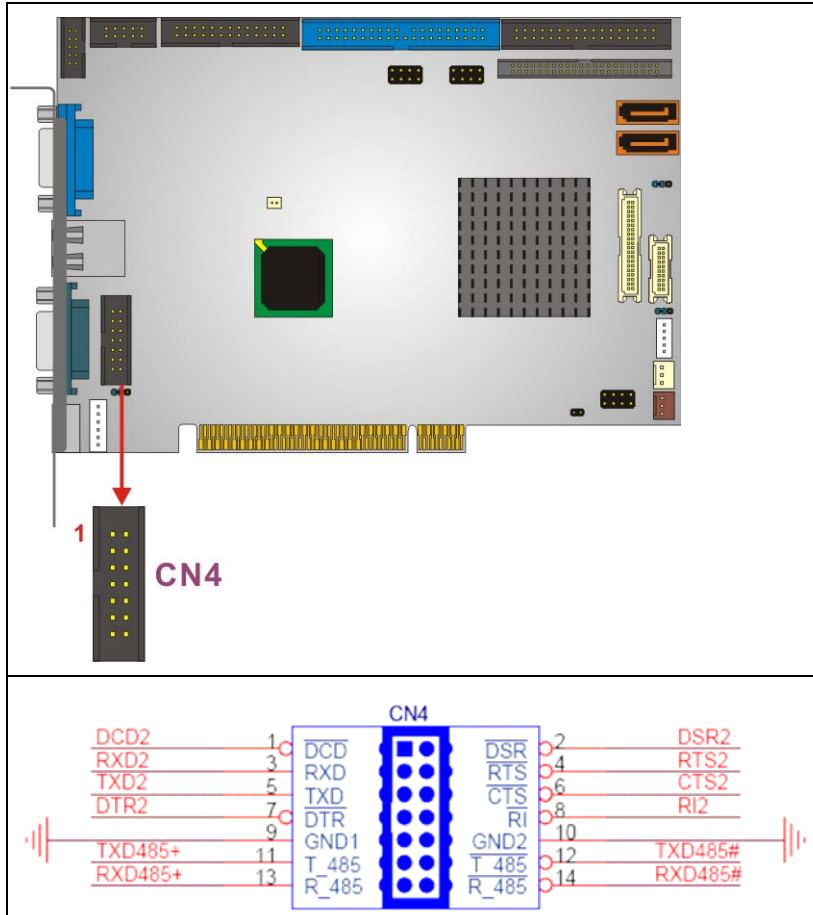 1
CN4
CN4
DCD2 1 DCD DSR 2 DSR2
RXD2 3 RXD RTS 4 RTS2
TXD2 5 TXD CTS 6 CTS2
DTR2 7 DTR RI 8 RI2
9 GND1 GND2 10
TXD485+ 11 T_485 T_485 12 TXD485#
RXD485+ 13 R_485 R_485 14 RXD485#